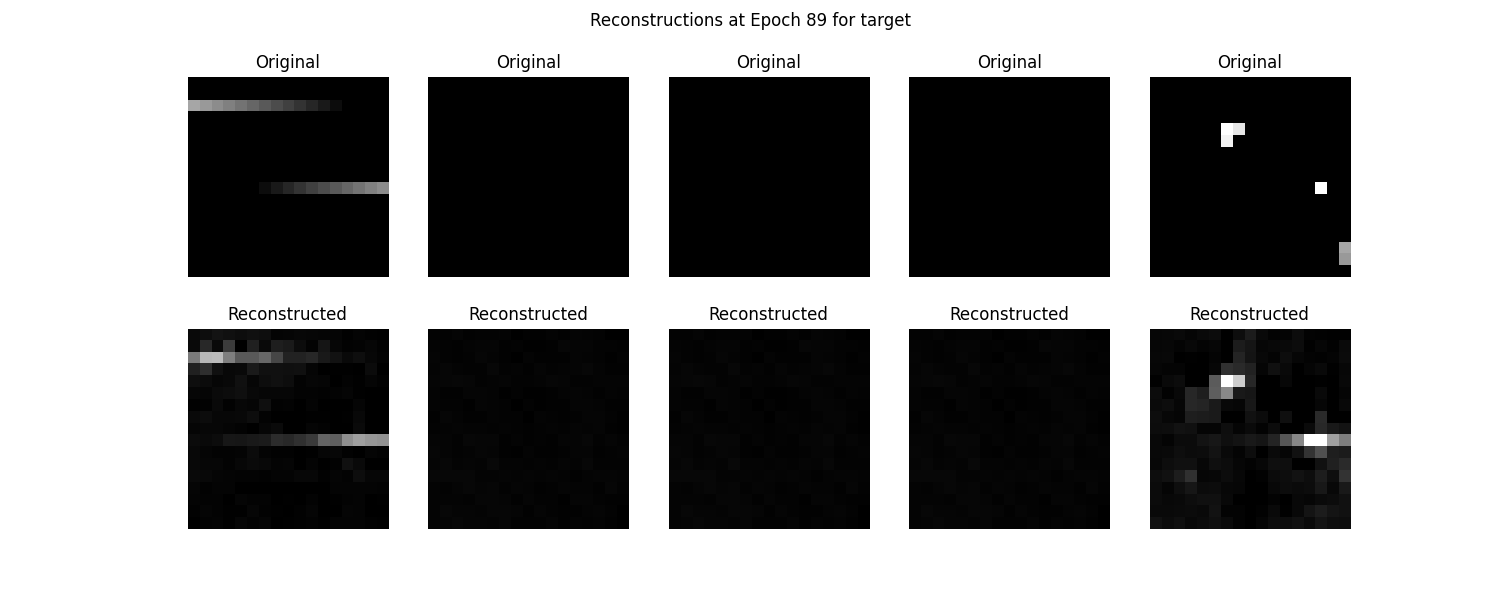 Reconstructions at Epoch 89 for target
Original Original Original Original Original
Reconstructed Reconstructed Reconstructed Reconstructed Reconstructed